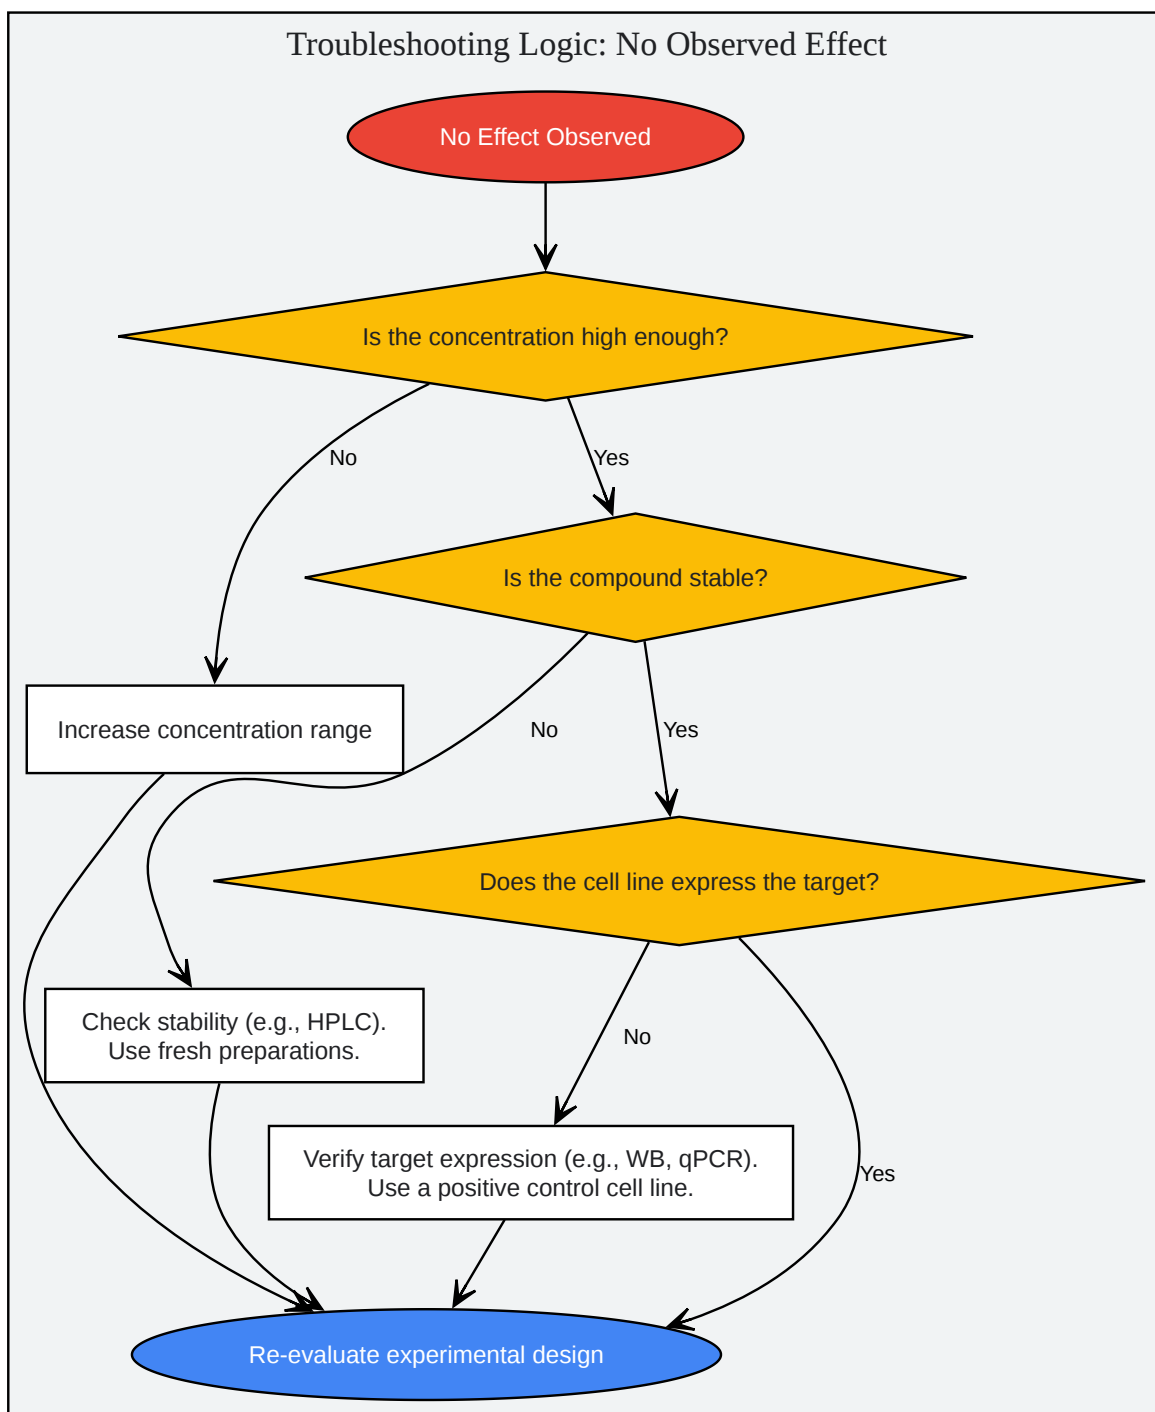 Troubleshooting Logic: No Observed Effect
No Effect Observed
Is the concentration high enough?
No
Yes
Is the compound stable?
Increase concentration range
No
Yes
Does the cell line express the target?
Check stability (e.g., HPLC).
Use fresh preparations.
No
Verify target expression (e.g., WB, qPCR).
Use a positive control cell line.
Yes
Re-evaluate experimental design